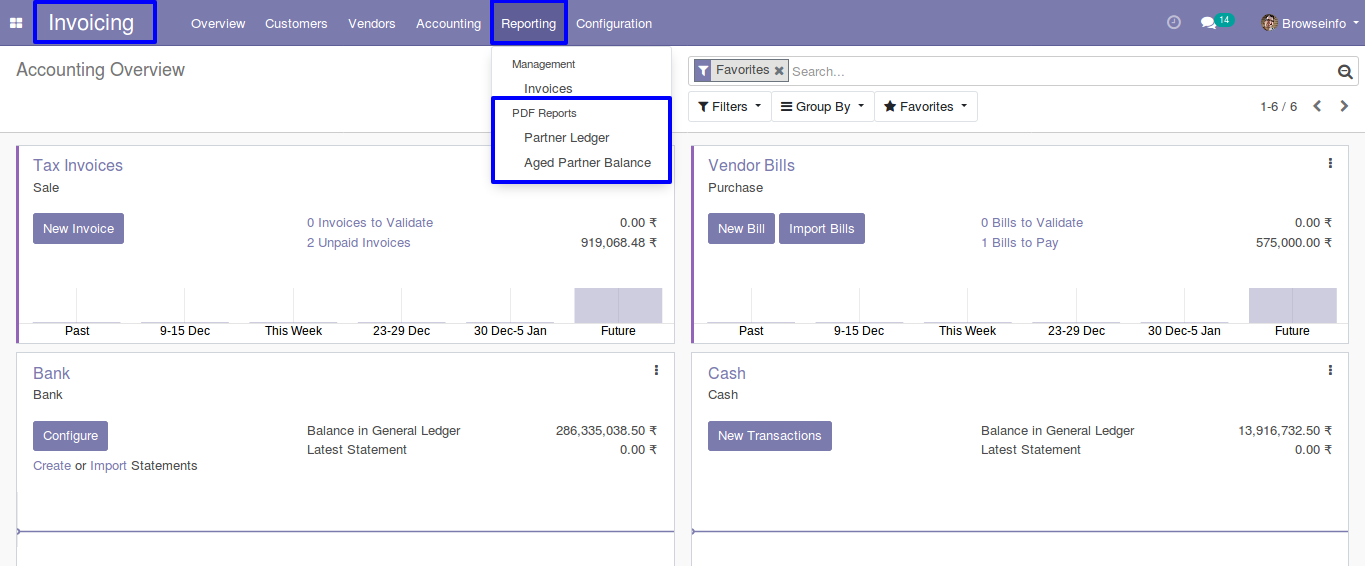 Invoicing Overview Customers Vendors Accounting Reporting Configuration 14 Browseinfo
Accounting Overview
Management
Invoices
PDF Reports
Partner Ledger
Aged Partner Balance
Favorites Search...
Filters Group By Favorites 1-6 / 6
Tax Invoices
Sale
New Invoice
0 Invoices to Validate 0.00 ₹
2 Unpaid Invoices 919,068.48 ₹
Past 9-15 Dec This Week 23-29 Dec 30 Dec-5 Jan Future
Vendor Bills
Purchase
New Bill Import Bills
0 Bills to Validate 0.00 ₹
1 Bills to Pay 575,000.00 ₹
Past 9-15 Dec This Week 23-29 Dec 30 Dec-5 Jan Future
Bank
Bank
Configure
Create or Import Statements
Balance in General Ledger 286,335,038.50 ₹
Latest Statement 0.00 ₹
Cash
Cash
New Transactions
Balance in General Ledger 13,916,732.50 ₹
Latest Statement 0.00 ₹